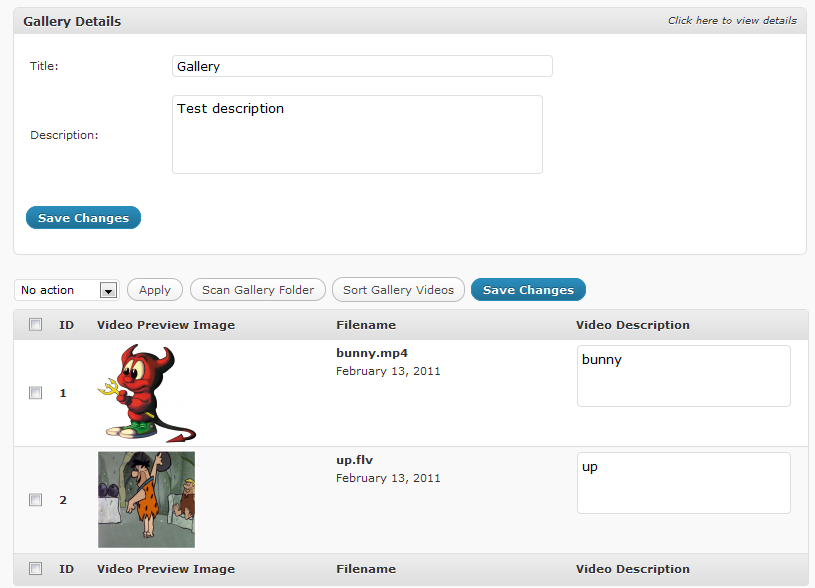 Gallery Details
Click here to view details
Title:
Gallery
Description:
Test description
Save Changes
No action Apply Scan Gallery Folder Sort Gallery Videos Save Changes
ID Video Preview Image Filename Video Description
1 bunny.mp4 bunny
February 13, 2011
2 up.flv up
February 13, 2011
ID Video Preview Image Filename Video Description